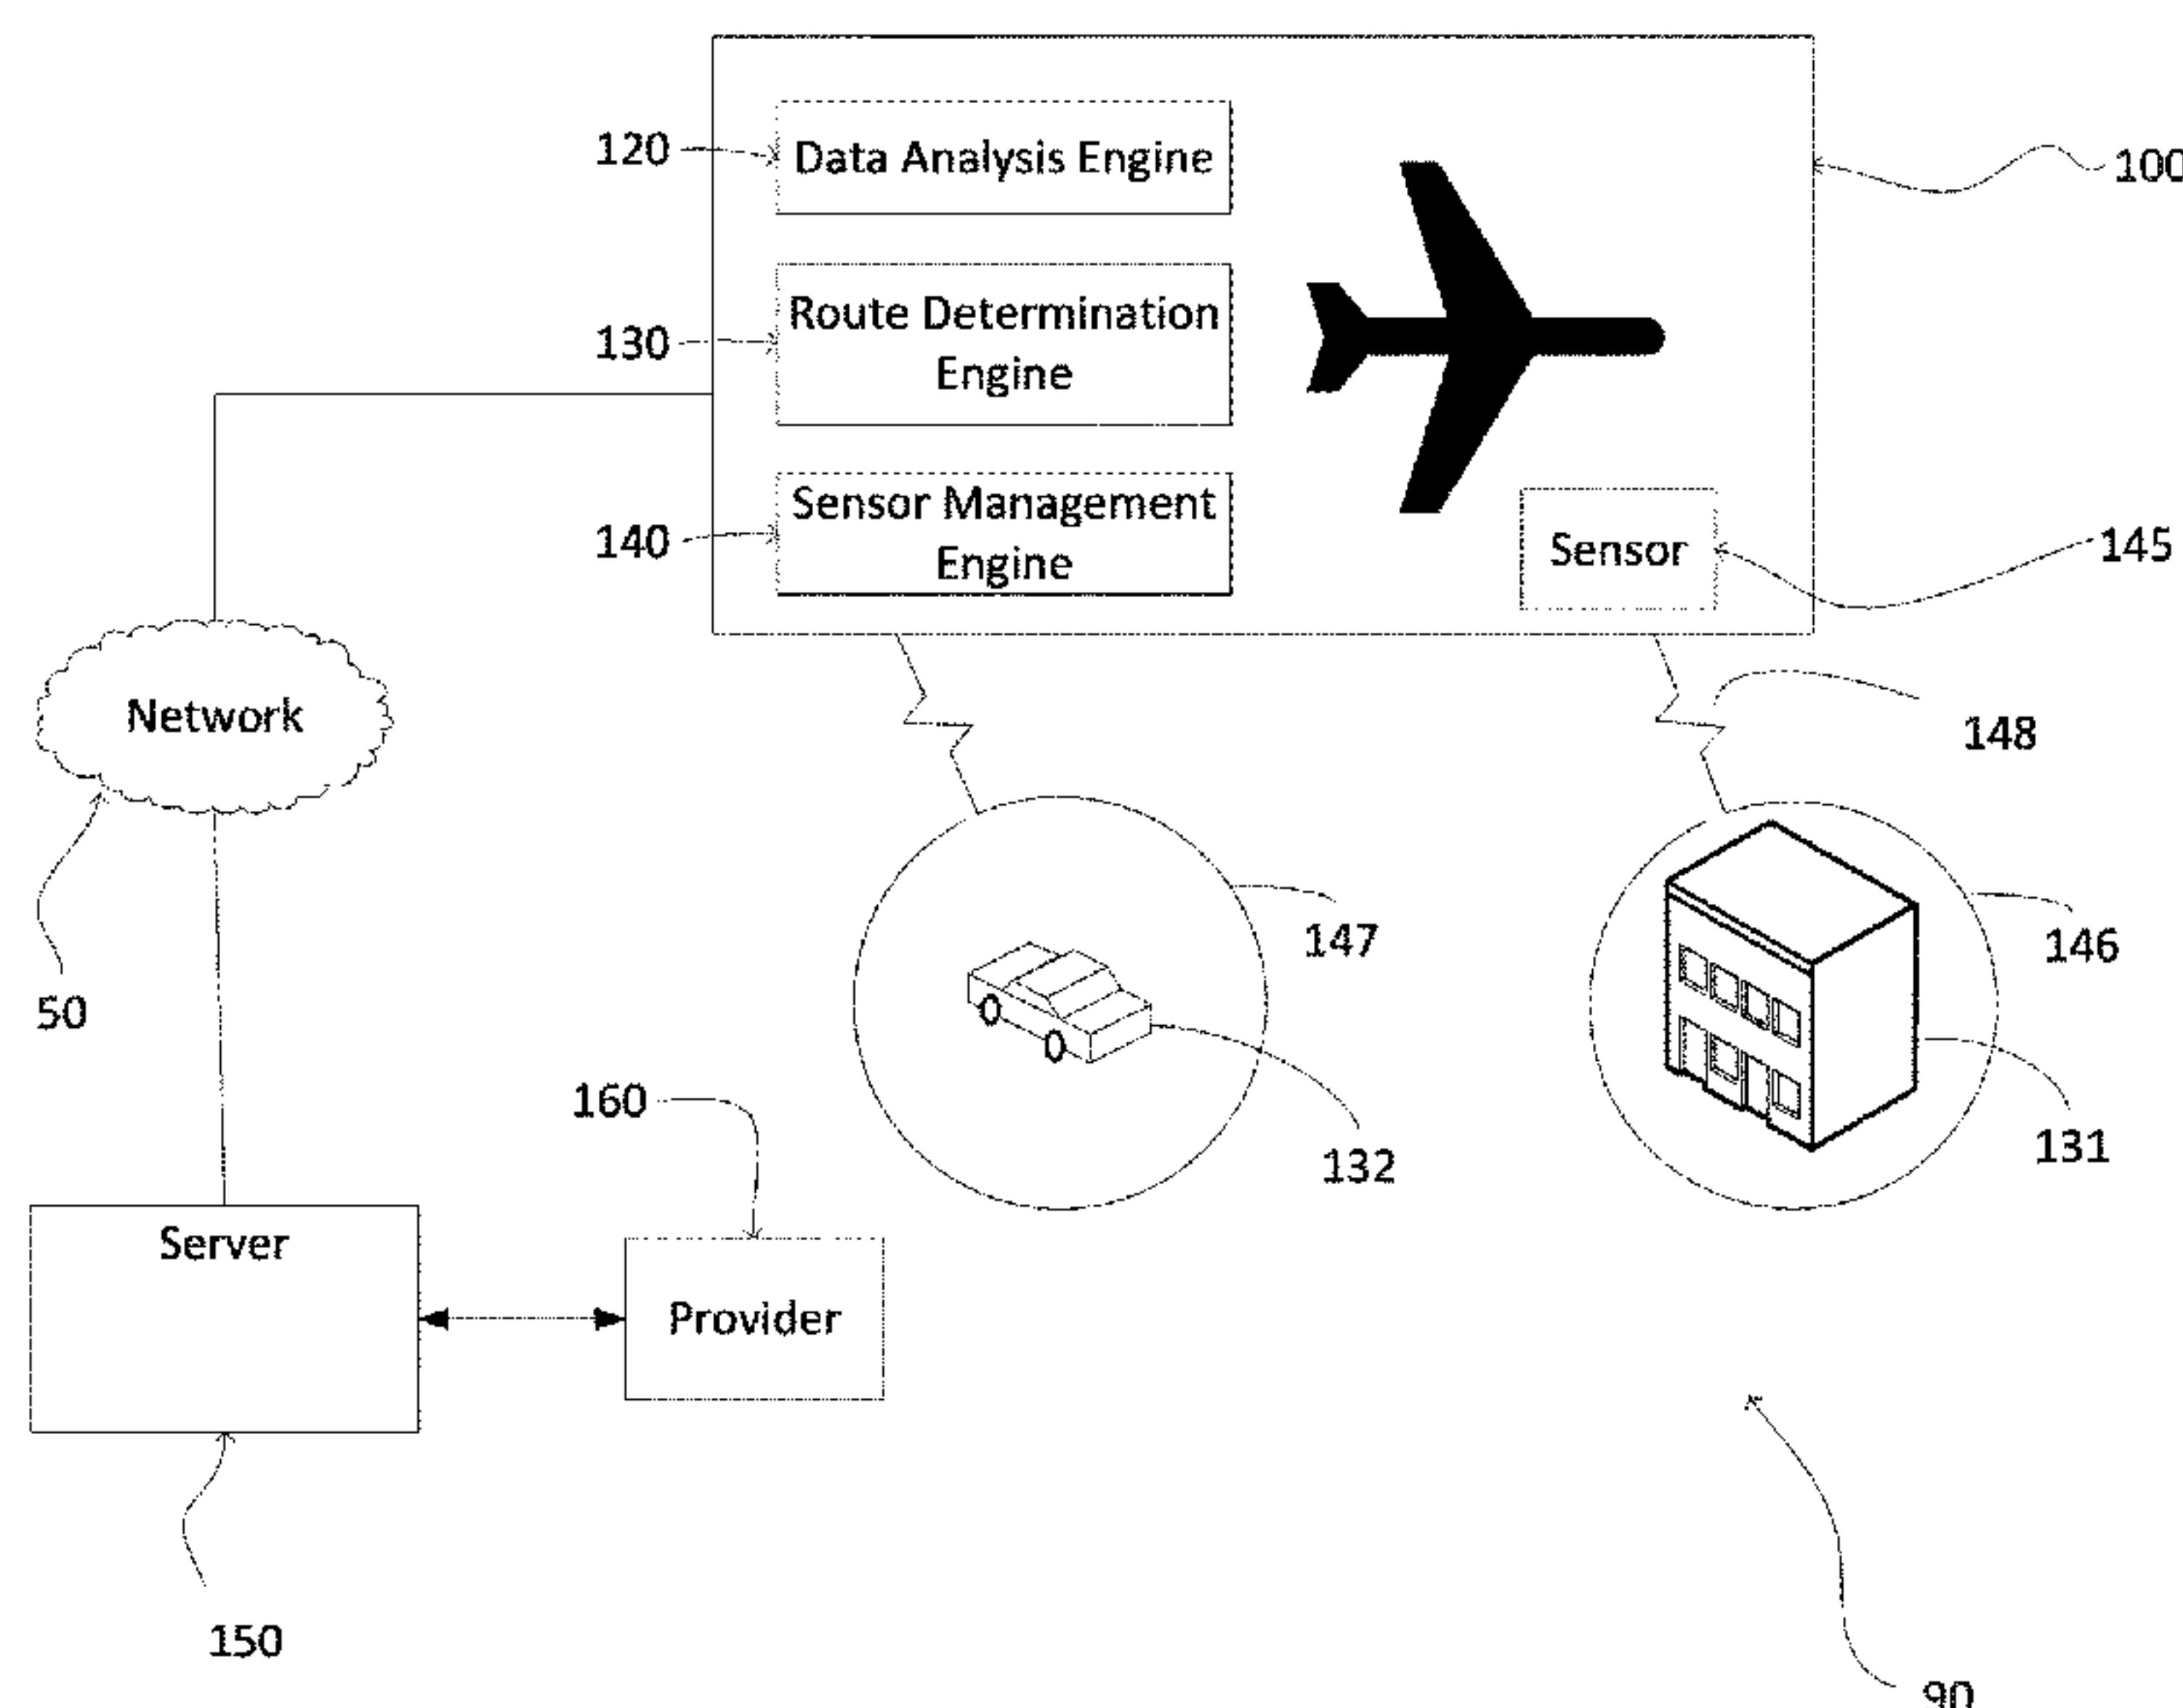 120
Data Analysis Engine
100
130
Route Determination
Engine
140
Sensor Management
Engine
Sensor
145
Network
148
147
146
50
160
132
131
Server
Provider
150
90